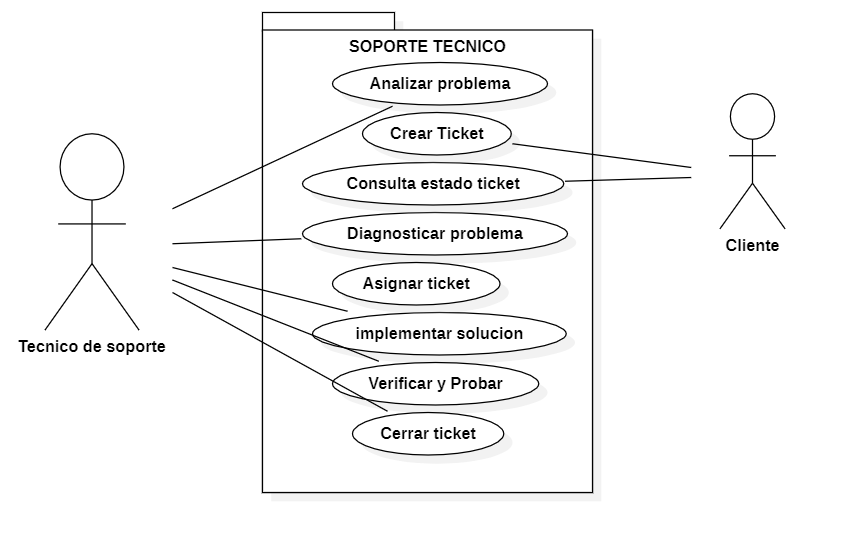 SOPORTE TECNICO
Analizar problema
Crear Ticket
Consulta estado ticket
Diagnosticar problema
Asignar ticket
implementar solucion
Verificar y Probar
Cerrar ticket
Tecnico de soporte
Cliente